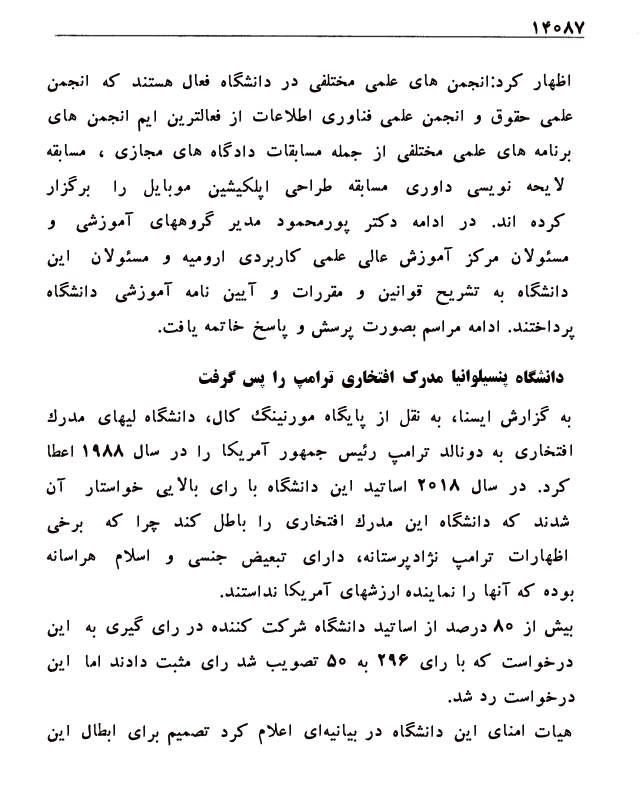 ۱۴۰۸۷
اظهار کرد:انجمن های علمی مختلفی در دانشگاه فعال هستند که انجمن
علمی حقوق و انجمن علمی فناوری اطلاعات از فعالترین ایم انجمن های
برنامه های علمی مختلفی از جمله مسابقات دادگاه های مجازی ، مسابقه
لایحه نویسی داوری مسابقه طراحی اپلکیشین موبایل را برگزار
کرده اند. در ادامه دکتر پورمحمود مدیر گروههای آموزشی و
مسئولان مرکز آموزش عالی علمی کاربردی ارومیه و مسئولان این
دانشگاه به تشریح قوانین و مقررات و آیین نامه آموزشی دانشگاه
پرداختند. ادامه مراسم بصورت پرسش و پاسخ خاتمه یافت.
دانشگاه پنسیلوانیا مدرک افتخاری ترامپ را پس گرفت
به گزارش ایسنا، به نقل از پایگاه مورنینگ کال، دانشگاه لیهای مدرک
افتخاری به دونالد ترامپ رئیس جمهور آمریکا را در سال ۱۹۸۸ اعطا
کرد. در سال ۲۰۱۸ اساتید این دانشگاه با رای بالایی خواستار آن
شدند که دانشگاه این مدرک افتخاری را باطل کند چرا که برخی
اظهارات ترامپ نژادپرستانه، دارای تبعیض جنسی و اسلام هراسانه
بوده که آنها را نماینده ارزشهای آمریکا نداستند.
بیش از ۸۰ درصد از اساتید دانشگاه شرکت کننده در رای گیری به این
درخواست که با رای ۲۹۶ به ۵۰ تصویب شد رای مثبت دادند اما این
درخواست رد شد.
هیات امنای این دانشگاه در بیانیه‌ای اعلام کرد تصمیم برای ابطال این